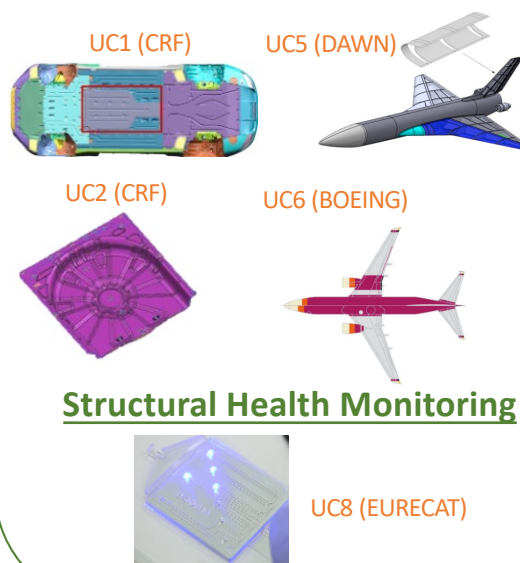 UC1 (CRF)
UC5 (DAWN)
UC2 (CRF)
UC6 (BOEING)
Structural Health Monitoring
UC8 (EURECAT)